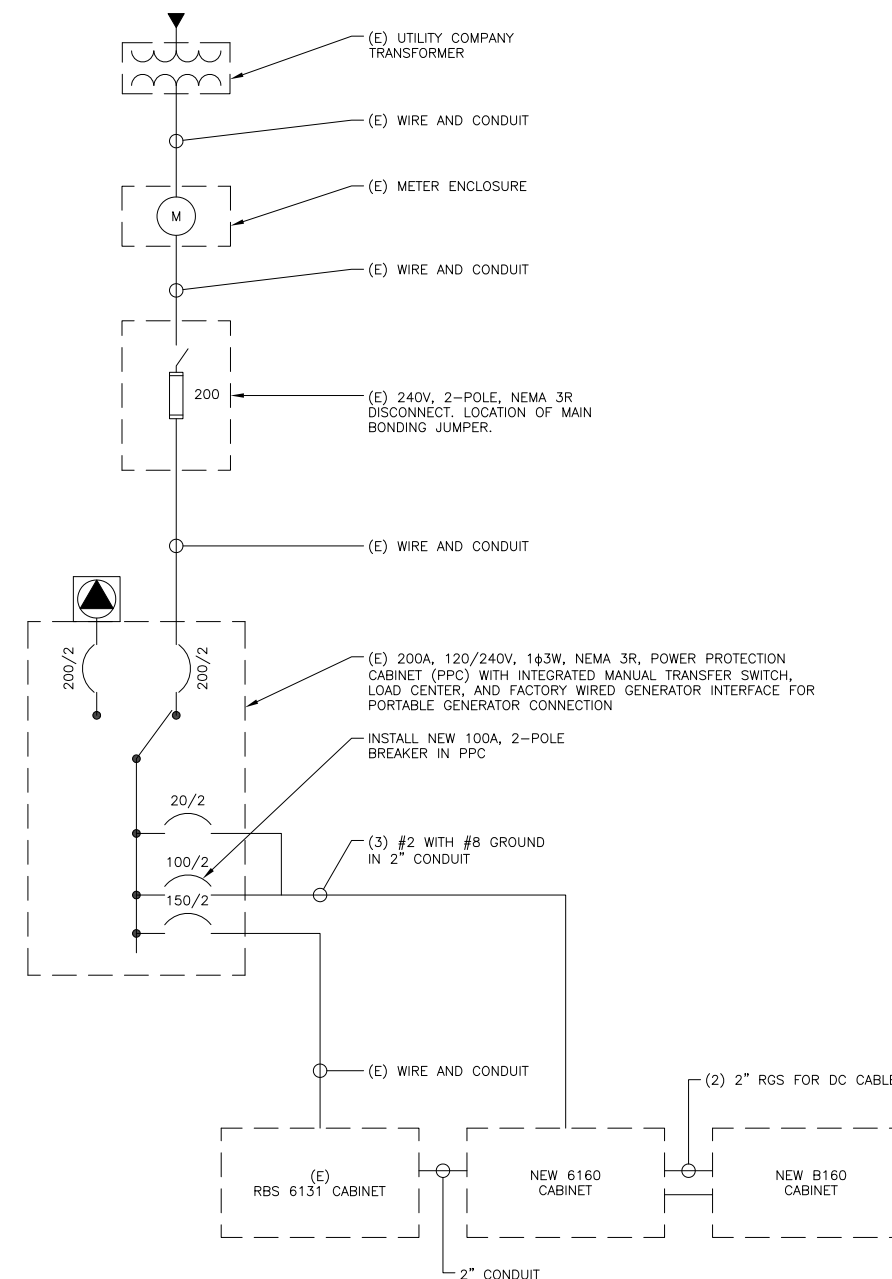 (E) UTILITY COMPANY
TRANSFORMER
(E) WIRE AND CONDUIT
(E) METER ENCLOSURE
M
(E) WIRE AND CONDUIT
200
(E) 240V, 2-POLE, NEMA 3R
DISCONNECT. LOCATION OF MAIN
BONDING JUMPER.
(E) WIRE AND CONDUIT
200/2
200/2
(E) 200A, 120/240V, 1ϕ3W, NEMA 3R, POWER PROTECTION
CABINET (PPC) WITH INTEGRATED MANUAL TRANSFER SWITCH,
LOAD CENTER, AND FACTORY WIRED GENERATOR INTERFACE FOR
PORTABLE GENERATOR CONNECTION
INSTALL NEW 100A, 2-POLE
BREAKER IN PPC
20/2
(3) #2 WITH #8 GROUND
IN 2" CONDUIT
100/2
150/2
(E) WIRE AND CONDUIT
(2) 2" RGS FOR DC CABLE
(E)
RBS 6131 CABINET
NEW 6160
CABINET
NEW B160
CABINET
2" CONDUIT